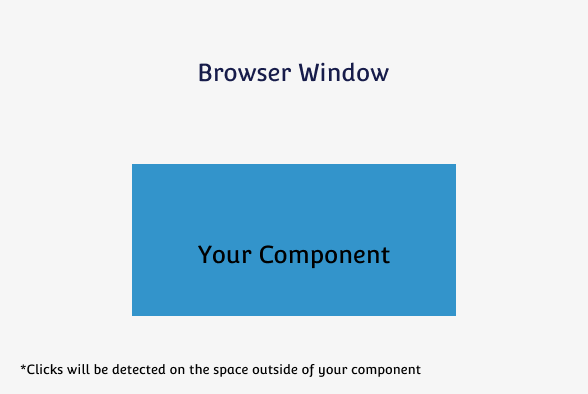 Browser Window
Your Component
*Clicks will be detected on the space outside of your component